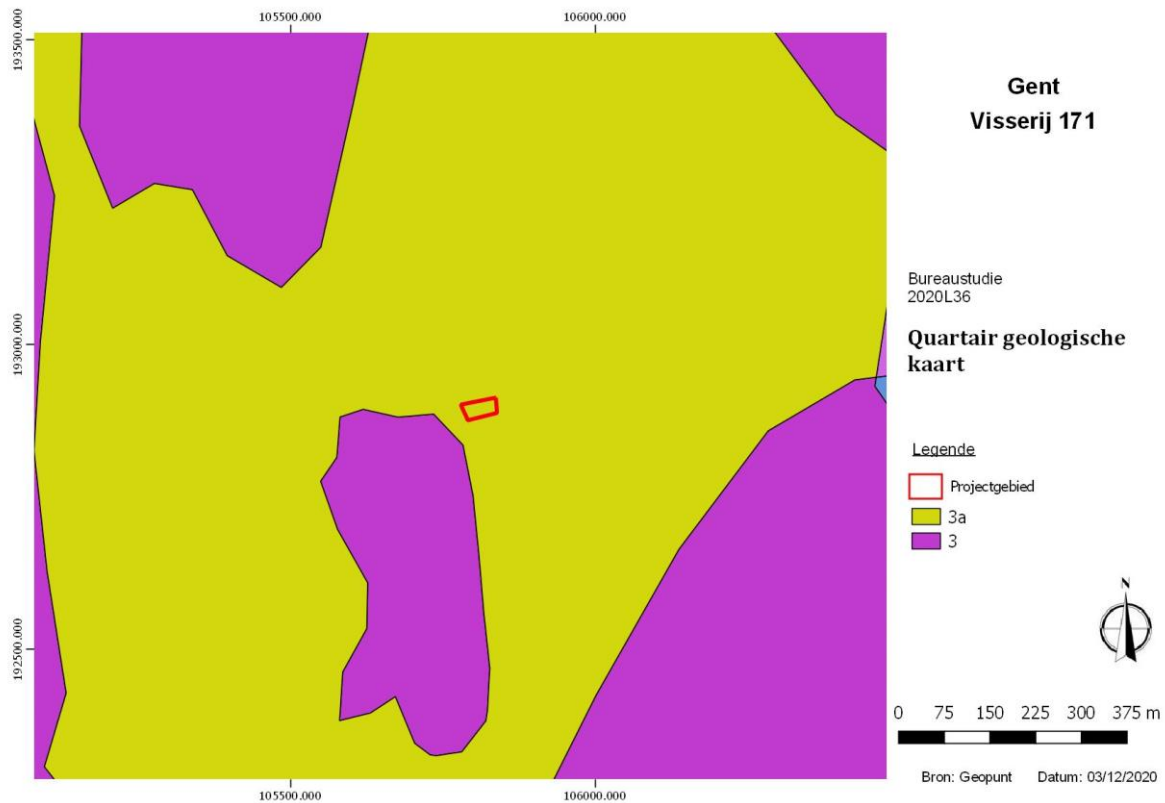 105500.000
106000.000
193500.000
193000.000
192500.000
105500.000
106000.000
Gent
Visserij 171
Bureaustudie
2020L36
Quartair geologische
kaart
Legende
Projectgebied
3a
3
N
0 75 150 225 300 375 m
Bron: Geopunt Datum: 03/12/2020